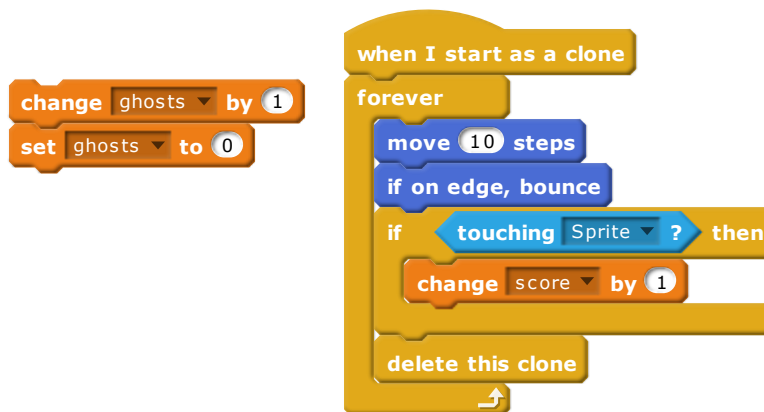 change ghosts by 1
set ghosts to 0
when I start as a clone
forever
move 10 steps
if on edge, bounce
if touching Sprite ? then
change score by 1
delete this clone